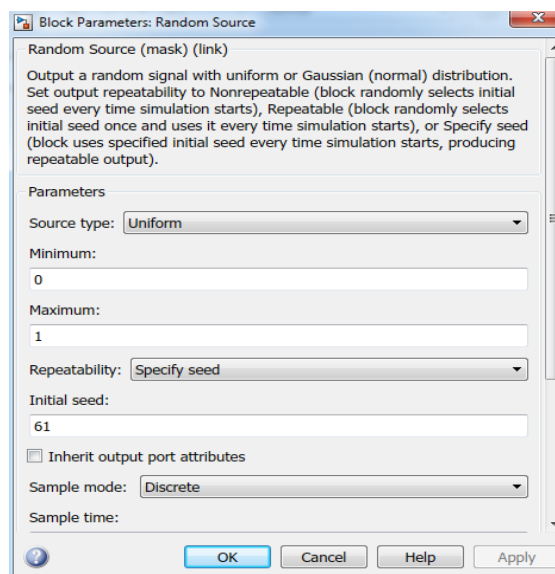 Block Parameters: Random Source
Random Source (mask) (link)
Output a random signal with uniform or Gaussian (normal) distribution.
Set output repeatability to Nonrepeatable (block randomly selects initial
seed every time simulation starts), Repeatable (block randomly selects
initial seed once and uses it every time simulation starts), or Specify seed
(block uses specified initial seed every time simulation starts, producing
repeatable output).
Parameters
Source type: Uniform
Minimum:
0
Maximum:
1
Repeatability: Specify seed
Initial seed:
61
Inherit output port attributes
Sample mode: Discrete
Sample time:
OK Cancel Help Apply